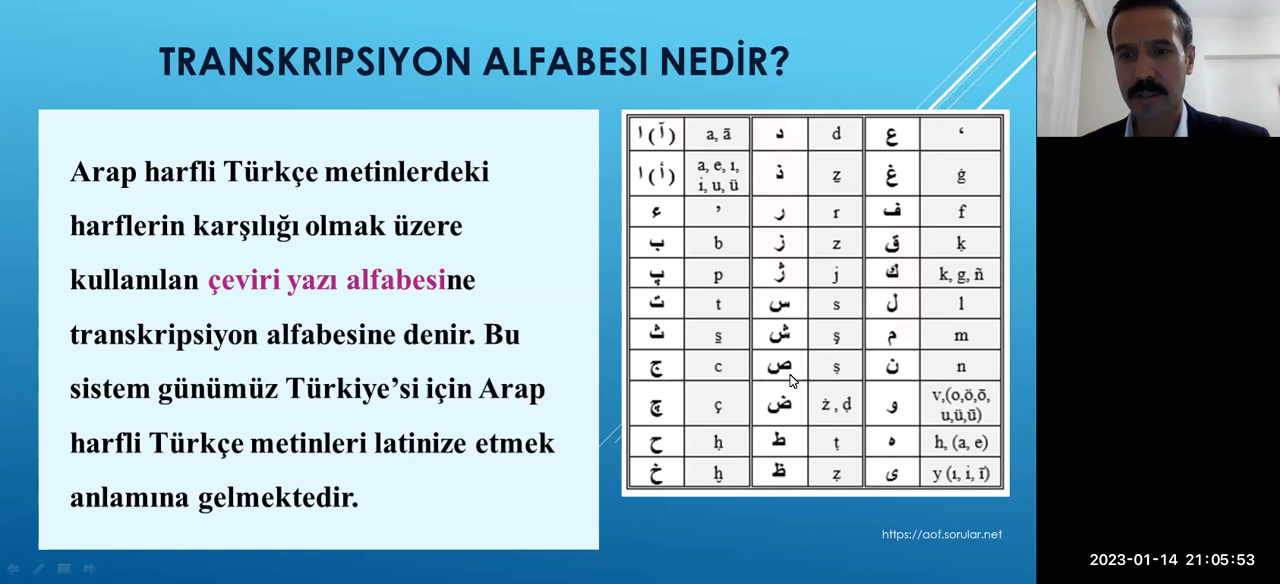 TRANSKRIPSIYON ALFABESI NEDİR?
Arap harfli Türkçe metinlerdeki
harflerin karşılığı olmak üzere
kullanılan çeviri yazı alfabesine
transkripsiyon alfabesine denir. Bu
sistem günümüz Türkiye’si için Arap
harfli Türkçe metinleri latinize etmek
anlamına gelmektedir.
ا (آ) a, ā د d ع ‘
ا (أ) a, e, ı, i, u, ü ذ ẕ غ ġ
ء ’ ر r ف f
ب b ز z ق ḳ
پ p ژ j ك k, g, ñ
ت t س s ل l
ث s̱ ش ş م m
ج c ص ṣ ن n
چ ç ض ż , ḍ و v,(o,ö,ō, u,ü,ū)
ح ḥ ط ṭ ه h, (a, e)
خ ḫ ظ ẓ ى y (ı, i, ī)
https://aof.sorular.net
2023-01-14 21:05:53